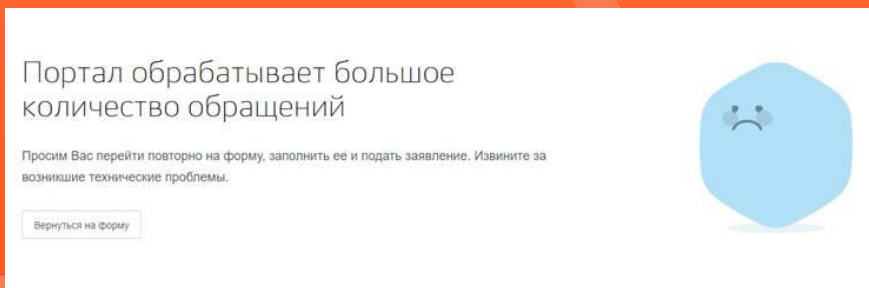 Портал обрабатывает большое
количество обращений
Просим Вас перейти повторно на форму, заполнить ее и подать заявление. Извините за
возникшие технические проблемы.
Вернуться на форму